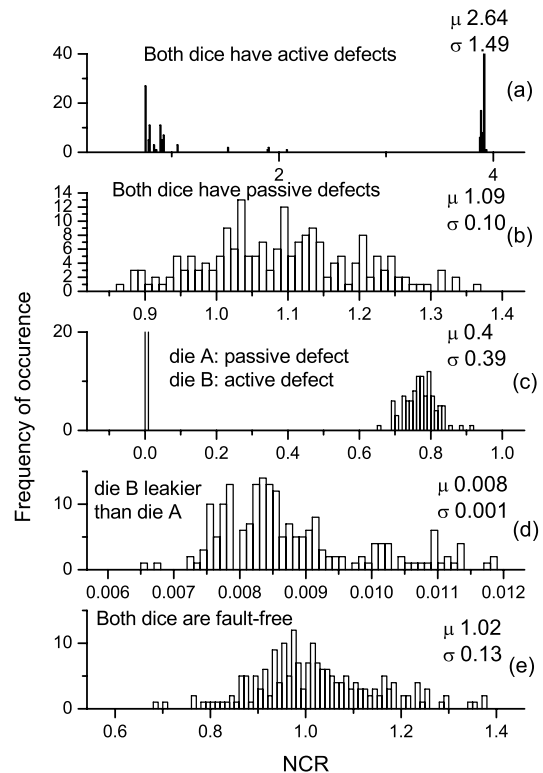 μ 2.64
σ 1.49
Both dice have active defects
(a)
40
20
0
2
4
Both dice have passive defects
μ 1.09
σ 0.10
(b)
14
12
10
8
6
4
2
0
0.9
1.0
1.1
1.2
1.3
1.4
μ 0.4
σ 0.39
die A: passive defect
die B: active defect
(c)
20
0
0.0
0.2
0.4
0.6
0.8
1.0
die B leakier
than die A
μ 0.008
σ 0.001
(d)
10
0
0.006
0.007
0.008
0.009
0.010
0.011
0.012
Both dice are fault-free
μ 1.02
σ 0.13
(e)
10
0
0.6
0.8
1.0
1.2
1.4
NCR
Frequency of occurence